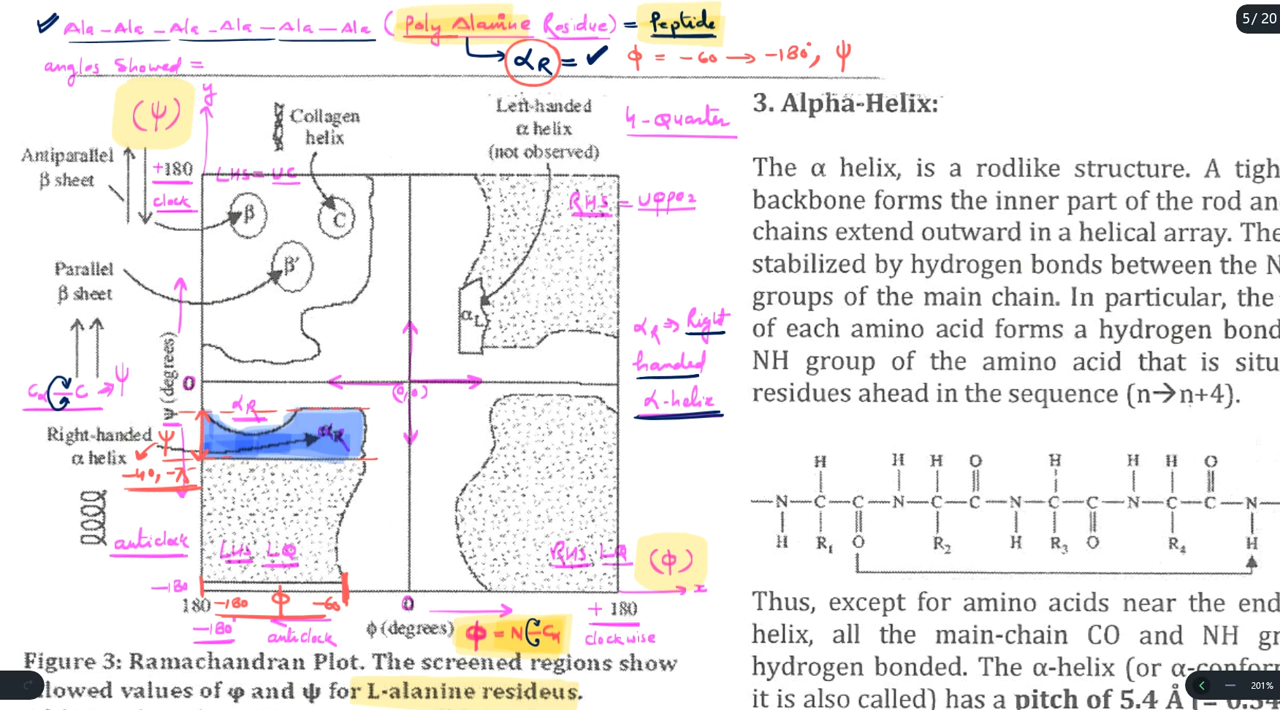 ✔ Ala-Ala-Ala-Ala-Ala-Ala (Poly Alanine Residue) = Peptide
5 / 20
αR = ✔ ϕ = -60 → -180°, ψ
angles Showed =
(ψ)
y
Collagen
helix
Left-handed
α helix
(not observed)
4-Quarter
Antiparallel
β sheet
+180
clock
LHS=UC
RHS = Upper
β
C
β'
Parallel
β sheet
αL
αR ⇒ Right
handed
α-helix
Cα-C → ψ
ψ (degrees)
0
(0,0)
αR
αR
Right-handed
α helix
ψ
-40, -75
anticlock
LHS LQ
RHS LQ
(ϕ)
x
-180
180
-180
ϕ
-60
0
+ 180
-180°
anticlock
ϕ (degrees)
ϕ = N-Cα
clockwise
Figure 3: Ramachandran Plot. The screened regions show
lowed values of φ and ψ for L-alanine resideus.
3. Alpha-Helix:
The α helix, is a rodlike structure. A tigh
backbone forms the inner part of the rod an
chains extend outward in a helical array. The
stabilized by hydrogen bonds between the N
groups of the main chain. In particular, the
of each amino acid forms a hydrogen bond
NH group of the amino acid that is situ
residues ahead in the sequence (n→n+4).
H H H O H H H O
—N—C—C—N—C—C—N—C—C—N—C—C—N—
H R1 O R2 H R3 O R4 H
Thus, except for amino acids near the end
helix, all the main-chain CO and NH gr
hydrogen bonded. The α-helix (or α-confor
it is also called) has a pitch of 5.4 Å (= 0.54
201%